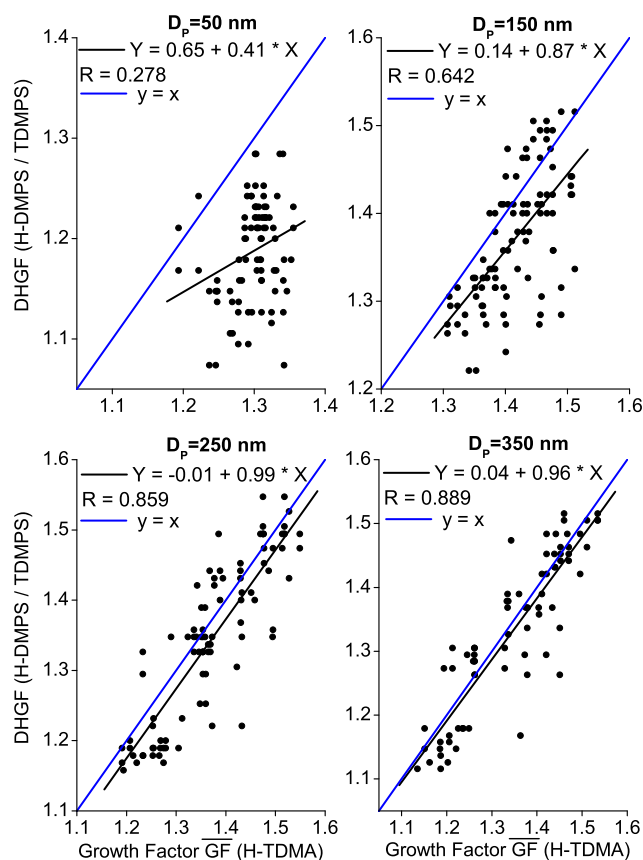 D_P=50 nm
Y = 0.65 + 0.41 * X
R = 0.278
y = x
1.4
1.3
1.2
1.1
1.1 1.2 1.3 1.4
DHGF (H-DMPS / TDMPS)
D_P=150 nm
Y = 0.14 + 0.87 * X
R = 0.642
y = x
1.6
1.5
1.4
1.3
1.2
1.2 1.3 1.4 1.5 1.6
D_P=250 nm
Y = -0.01 + 0.99 * X
R = 0.859
y = x
1.6
1.5
1.4
1.3
1.2
1.1
1.1 1.2 1.3 1.4 1.5 1.6
DHGF (H-DMPS / TDMPS)
Growth Factor GF (H-TDMA)
D_P=350 nm
Y = 0.04 + 0.96 * X
R = 0.889
y = x
1.6
1.5
1.4
1.3
1.2
1.1
1.1 1.2 1.3 1.4 1.5 1.6
Growth Factor GF (H-TDMA)